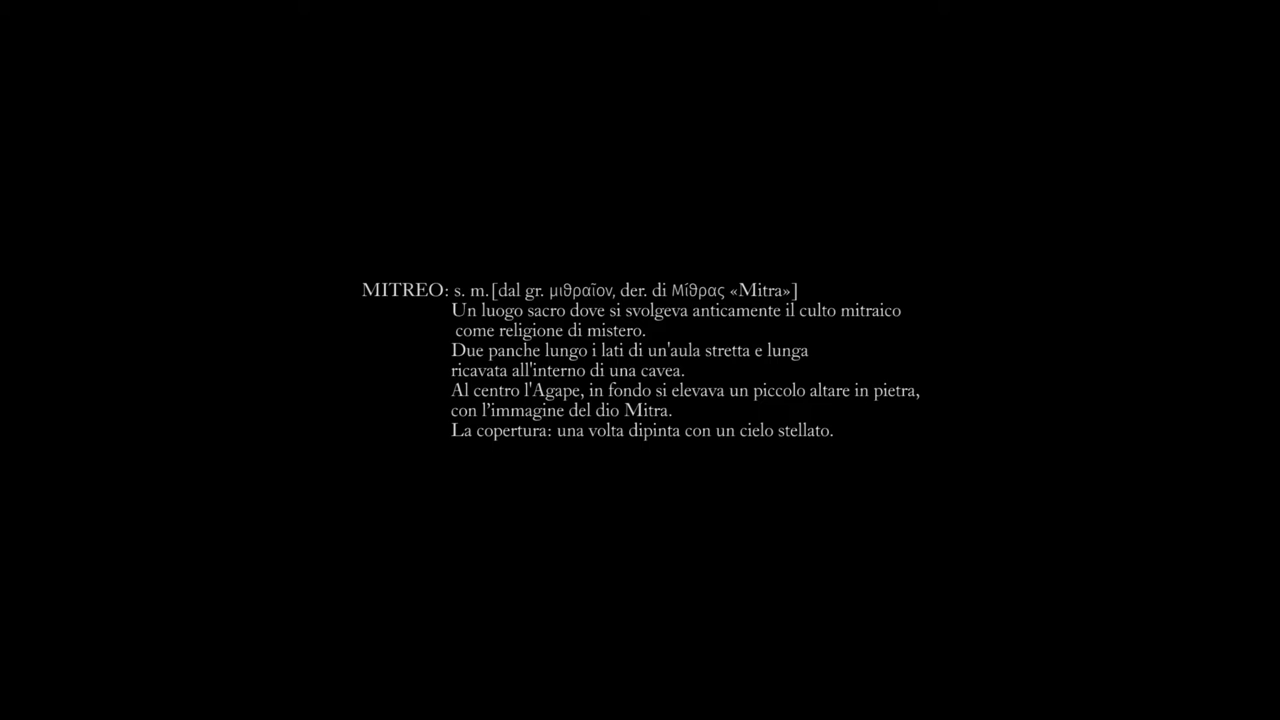 MITREO: s. m.[dal gr. μιθραῖον, der. di Μίθρας «Mitra»]
Un luogo sacro dove si svolgeva anticamente il culto mitraico
come religione di mistero.
Due panche lungo i lati di un'aula stretta e lunga
ricavata all'interno di una cavea.
Al centro l'Agape, in fondo si elevava un piccolo altare in pietra,
con l’immagine del dio Mitra.
La copertura: una volta dipinta con un cielo stellato.